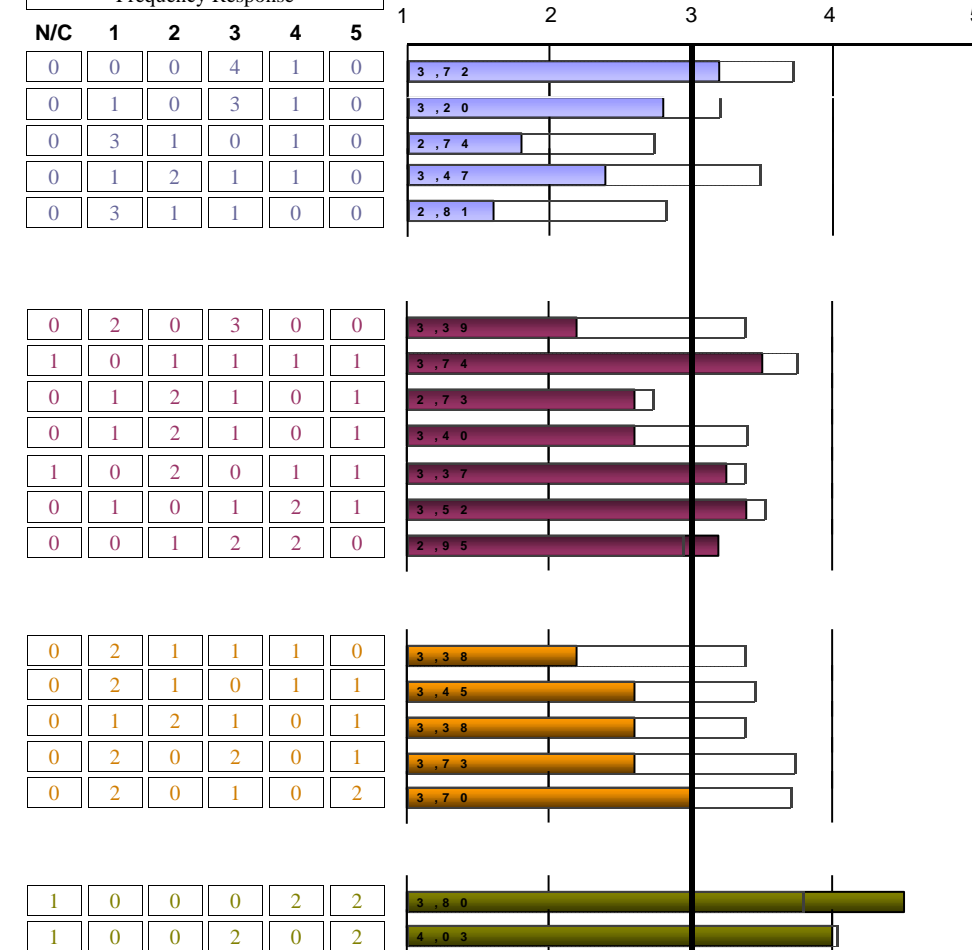 Frequency Response
1 2 3 4 5
N/C 1 2 3 4 5
0 0 0 4 1 0 3,72
0 1 0 3 1 0 3,20
0 3 1 0 1 0 2,74
0 1 2 1 1 0 3,47
0 3 1 1 0 0 2,81
0 2 0 3 0 0 3,39
1 0 1 1 1 1 3,74
0 1 2 1 0 1 2,73
0 1 2 1 0 1 3,40
1 0 2 0 1 1 3,37
0 1 0 1 2 1 3,52
0 0 1 2 2 0 2,95
0 2 1 1 1 0 3,38
0 2 1 0 1 1 3,45
0 1 2 1 0 1 3,38
0 2 0 2 0 1 3,73
0 2 0 1 0 2 3,70
1 0 0 0 2 2 3,80
1 0 0 2 0 2 4,03